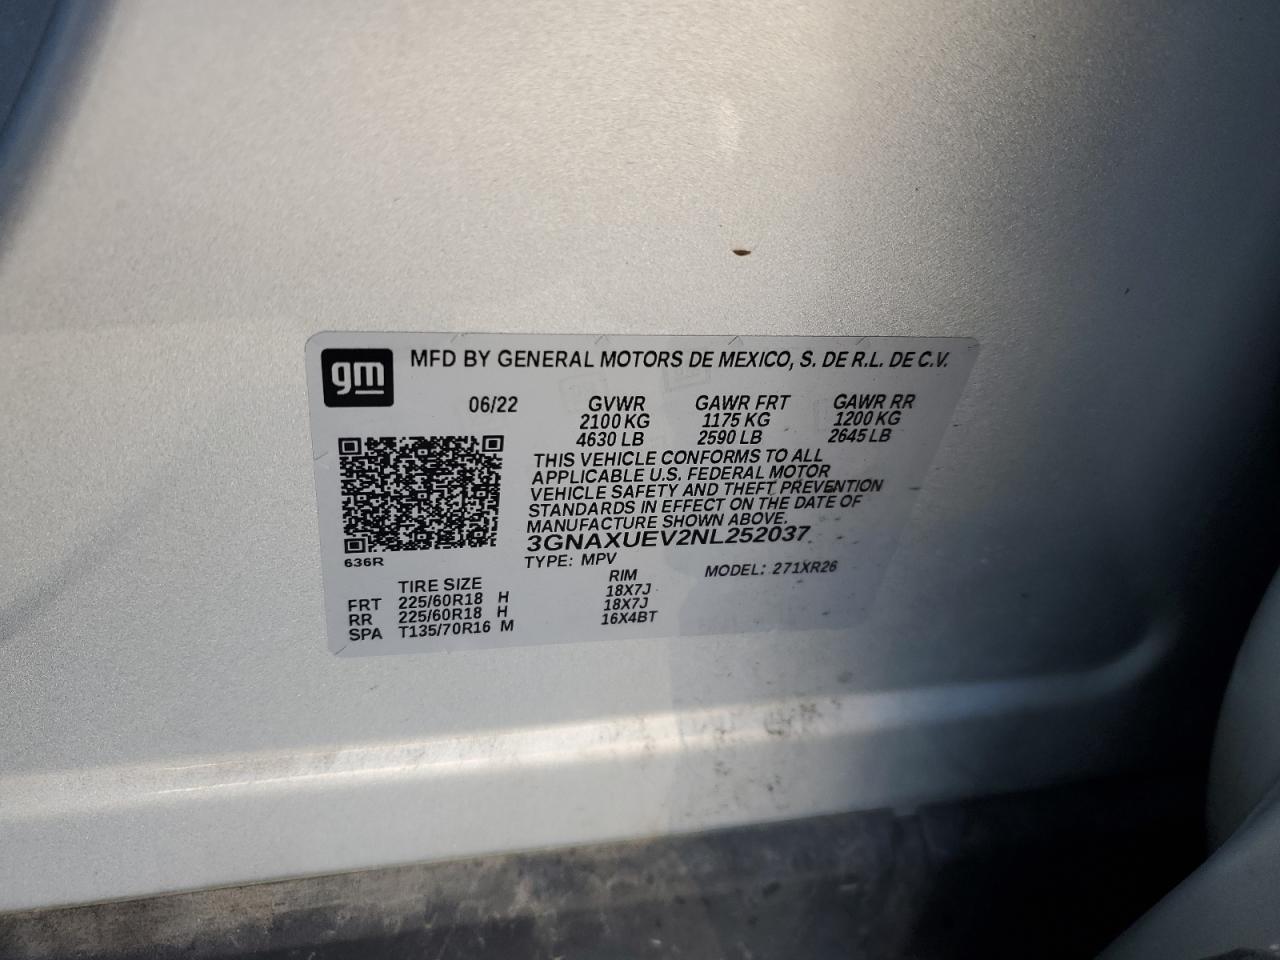 gm MFD BY GENERAL MOTORS DE MEXICO, S. DE R.L. DE C.V.
06/22 GVWR GAWR FRT GAWR RR
2100 KG 1175 KG 1200 KG
4630 LB 2590 LB 2645 LB
THIS VEHICLE CONFORMS TO ALL
APPLICABLE U.S. FEDERAL MOTOR
VEHICLE SAFETY AND THEFT PREVENTION
STANDARDS IN EFFECT ON THE DATE OF
MANUFACTURE SHOWN ABOVE.
3GNAXUEV2NL252037
636R
TYPE: MPV MODEL: 271XR26
TIRE SIZE RIM
FRT 225/60R18 H 18X7J
RR 225/60R18 H 18X7J
SPA T135/70R16 M 16X4BT